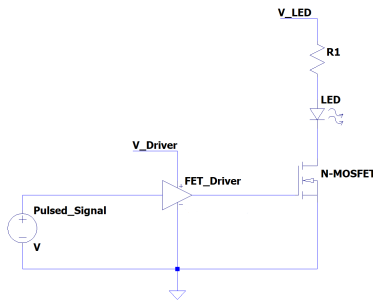 V_LED
R1
LED
V_Driver
FET_Driver
N-MOSFET
Pulsed_Signal
V